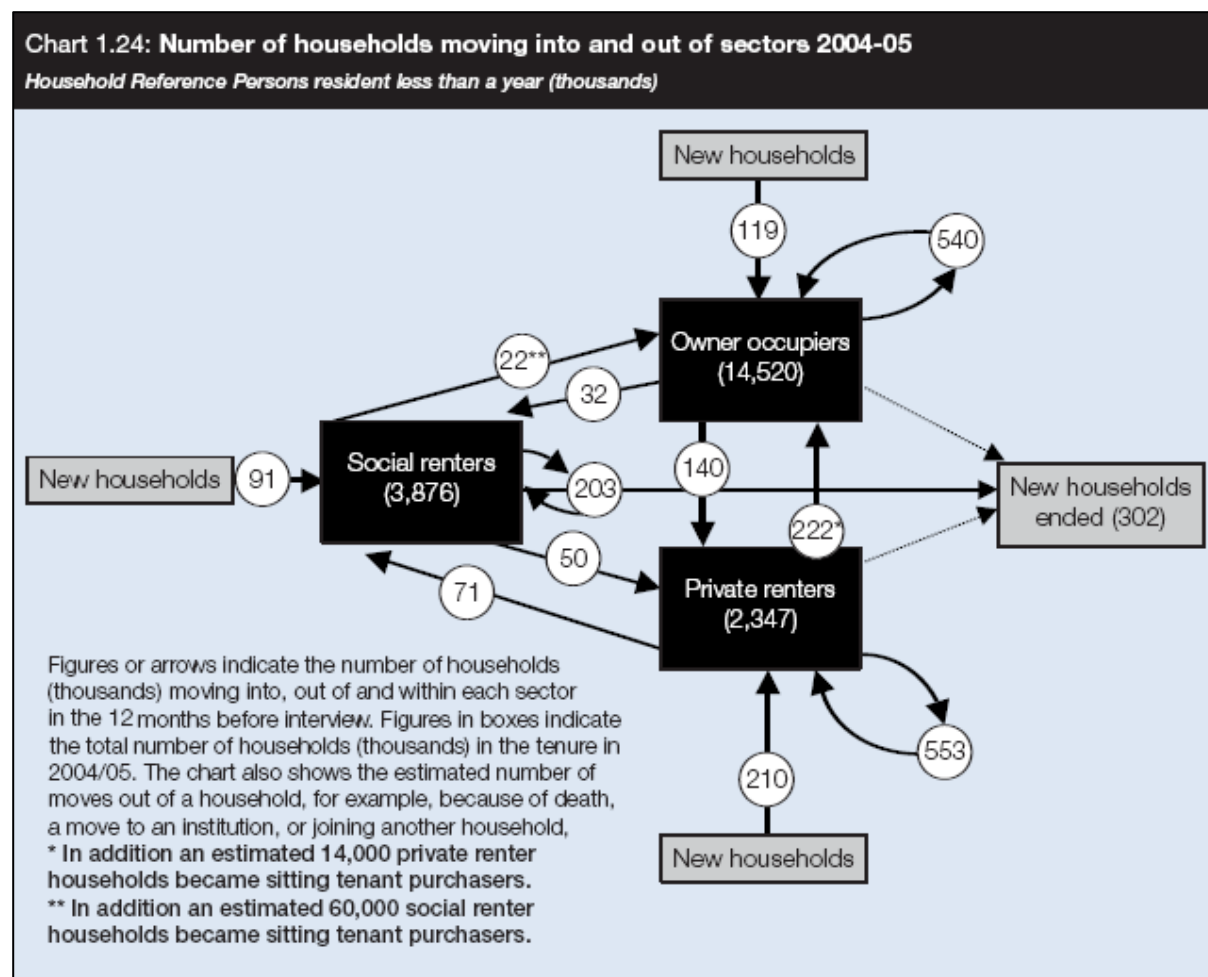 Chart 1.24: Number of households moving into and out of sectors 2004-05
Household Reference Persons resident less than a year (thousands)
New households
119
540
Owner occupiers
(14,520)
22**
32
New households
91
Social renters
(3,876)
203
140
222*
New households
ended (302)
50
71
Private renters
(2,347)
553
210
New households
Figures or arrows indicate the number of households
(thousands) moving into, out of and within each sector
in the 12 months before interview. Figures in boxes indicate
the total number of households (thousands) in the tenure in
2004/05. The chart also shows the estimated number of
moves out of a household, for example, because of death,
a move to an institution, or joining another household,
* In addition an estimated 14,000 private renter
households became sitting tenant purchasers.
** In addition an estimated 60,000 social renter
households became sitting tenant purchasers.